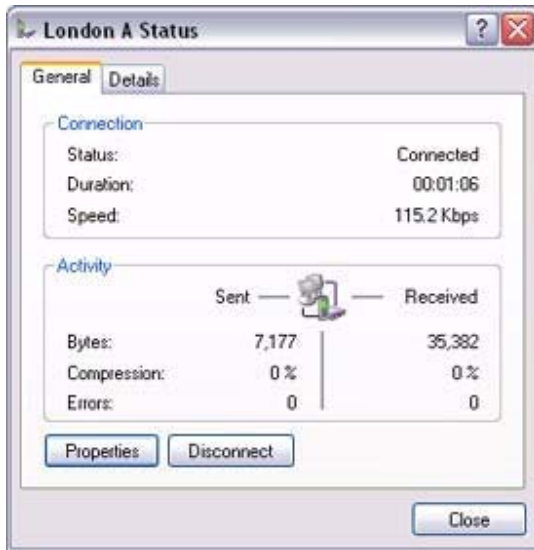 London A Status
General Details
Connection
Status: Connected
Duration: 00:01:06
Speed: 115.2 Kbps
Activity
Sent Received
Bytes: 7,177 35,382
Compression: 0 % 0 %
Errors: 0 0
Properties Disconnect
Close